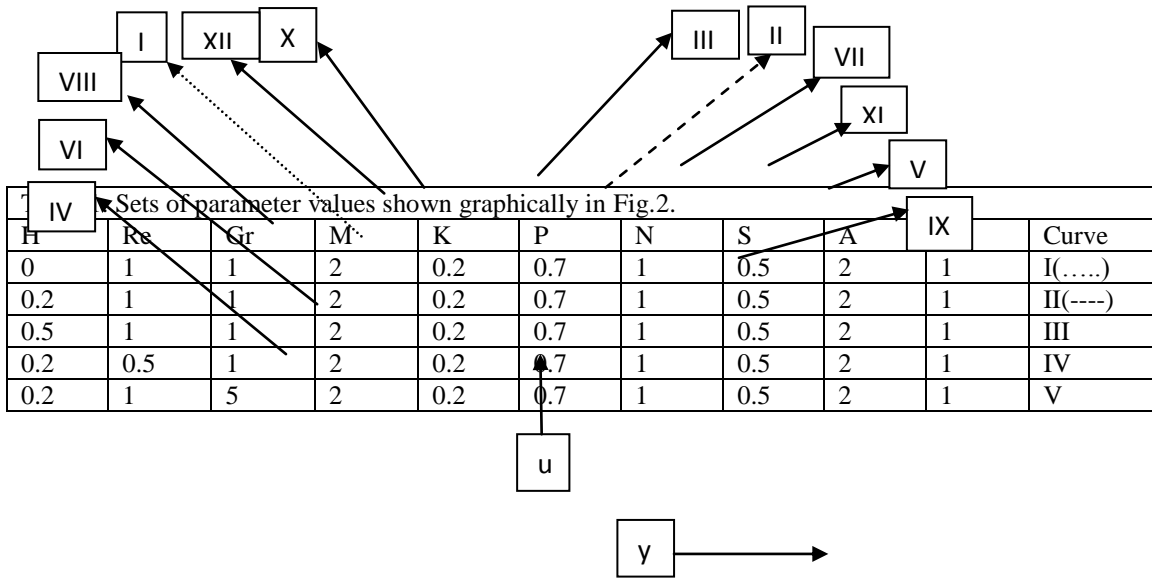 I XII X III II
VIII VII
XI
VI
V
IV Sets of parameter values shown graphically in Fig.2.
IX
H Re Gr M K P N S A Curve
0 1 1 2 0.2 0.7 1 0.5 2 1 I(…..)
0.2 1 1 2 0.2 0.7 1 0.5 2 1 II(----)
0.5 1 1 2 0.2 0.7 1 0.5 2 1 III
0.2 0.5 1 2 0.2 0.7 1 0.5 2 1 IV
0.2 1 5 2 0.2 0.7 1 0.5 2 1 V
u
y